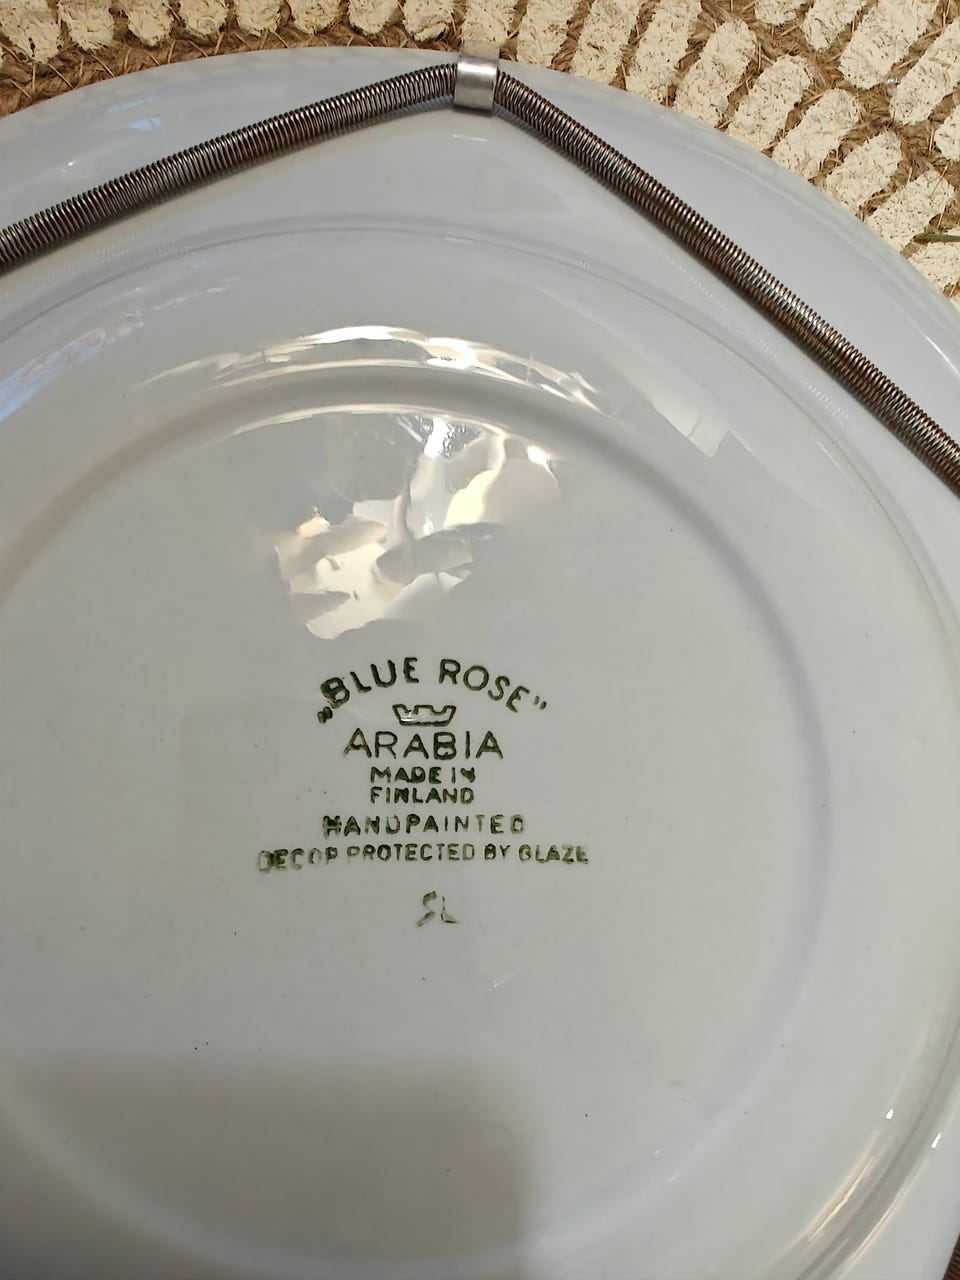 „BLUE ROSE”
ARABIA
MADE IN
FINLAND
HANDPAINTED
DECOR PROTECTED BY GLAZE
SL